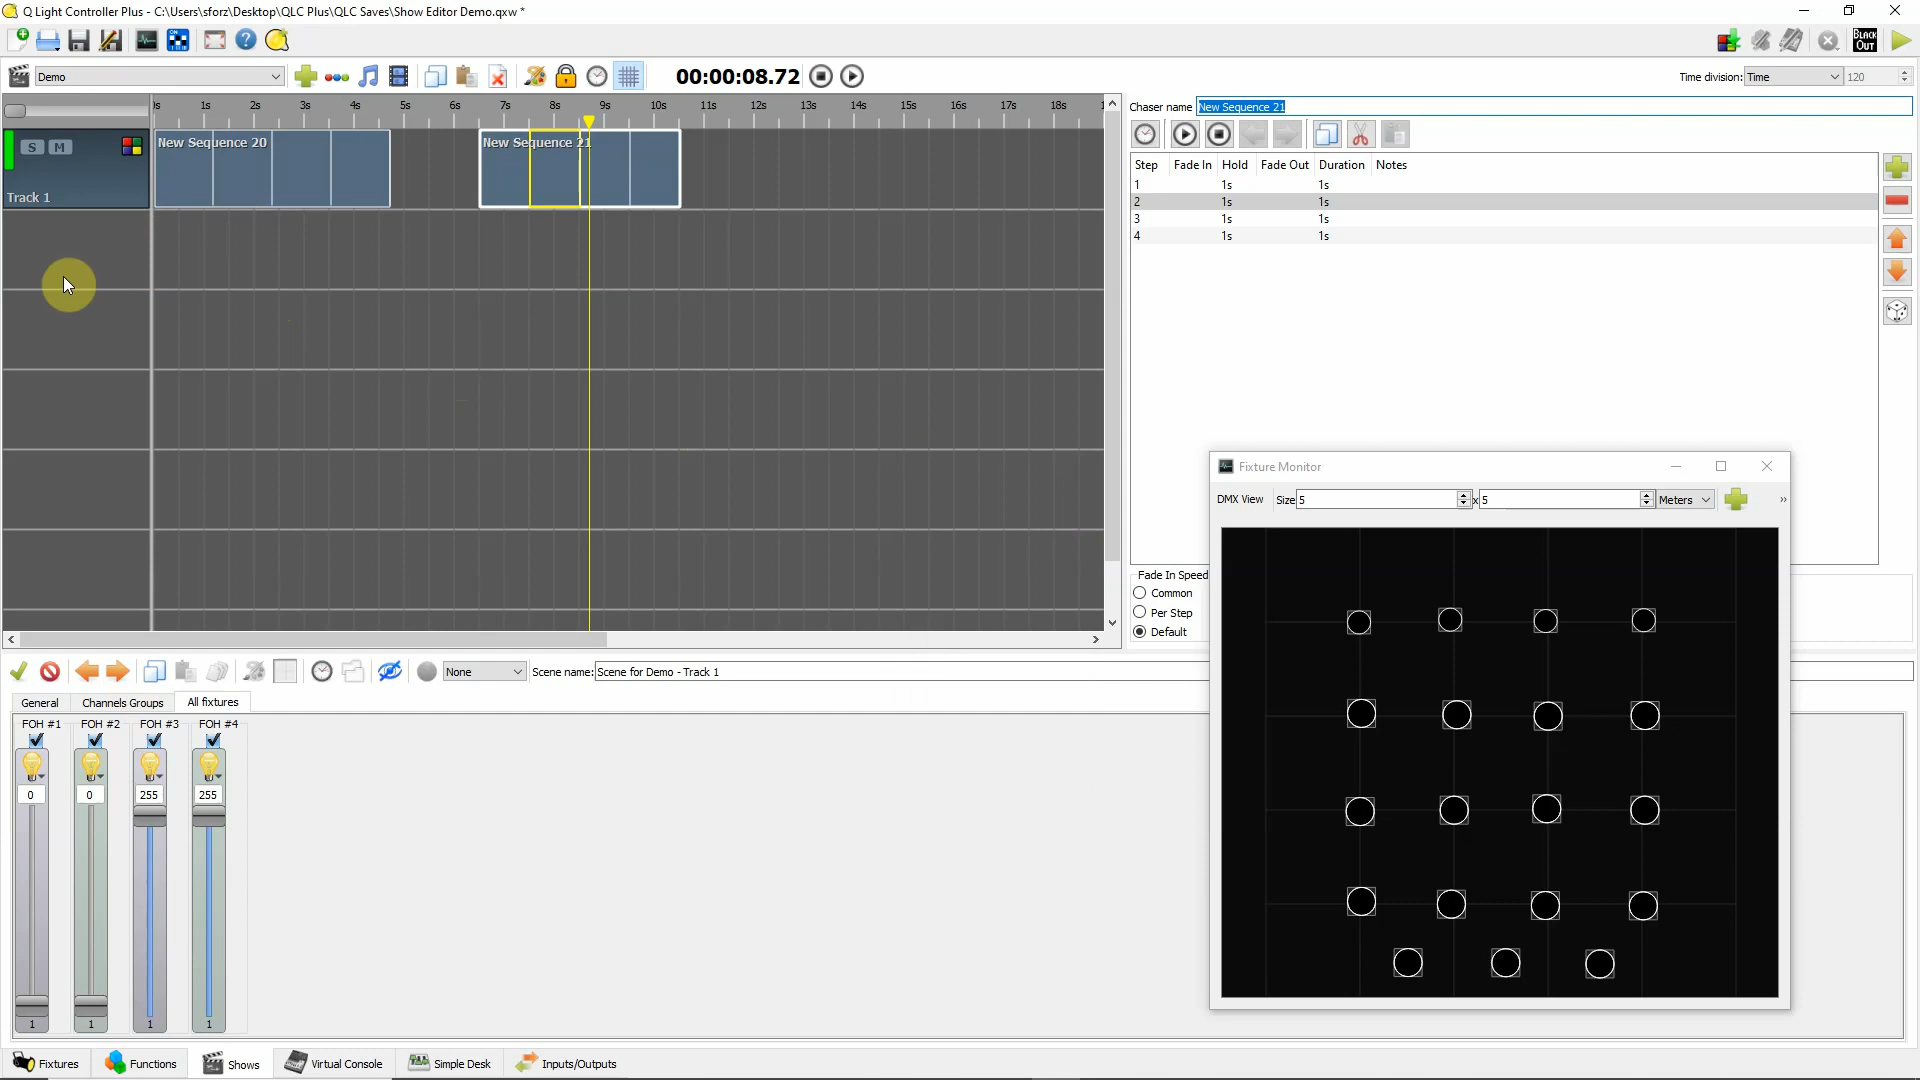 Q Light Controller Plus - C:\Users\sforz\Desktop\QLC Plus\QLC Saves\Show Editor Demo.qxw *
BLACK OUT
Demo
00:00:08.72
Time division: Time 120
1s 2s 3s 4s 5s 6s 7s 8s 9s 10s 11s 12s 13s 14s 15s 16s 17s 18s
Chaser name New Sequence 21
S M
Track 1
New Sequence 20
New Sequence 21
Step Fade In Hold Fade Out Duration Notes
1 1s 1s
2 1s 1s
3 1s 1s
4 1s 1s
Fixture Monitor
DMX View Size 5 x 5 Meters »
Fade In Speed
Common
Per Step
Default
None Scene name: Scene for Demo - Track 1
General Channels Groups All fixtures
FOH #1 FOH #2 FOH #3 FOH #4
0 0 255 255
1 1 1 1
Fixtures Functions Shows Virtual Console Simple Desk Inputs/Outputs